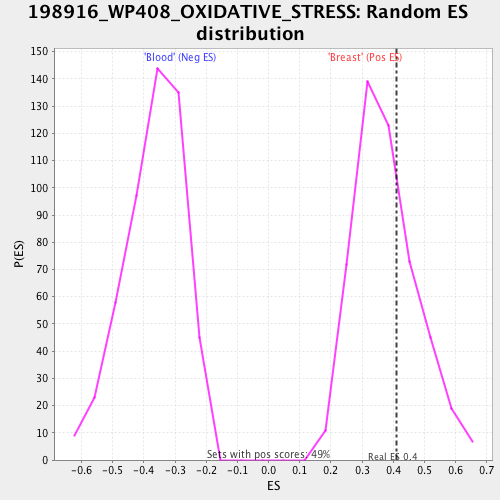 198916_WP408_OXIDATIVE_STRESS: Random ES
distribution
'Blood' (Neg ES)
'Breast' (Pos ES)
150
140
130
120
110
100
90
80
70
60
50
40
30
20
10
0
P(ES)
Sets with pos scores: 49%
Real ES 0.4
-0.6 -0.5 -0.4 -0.3 -0.2 -0.1 0.0 0.1 0.2 0.3 0.4 0.5 0.6 0.7
ES